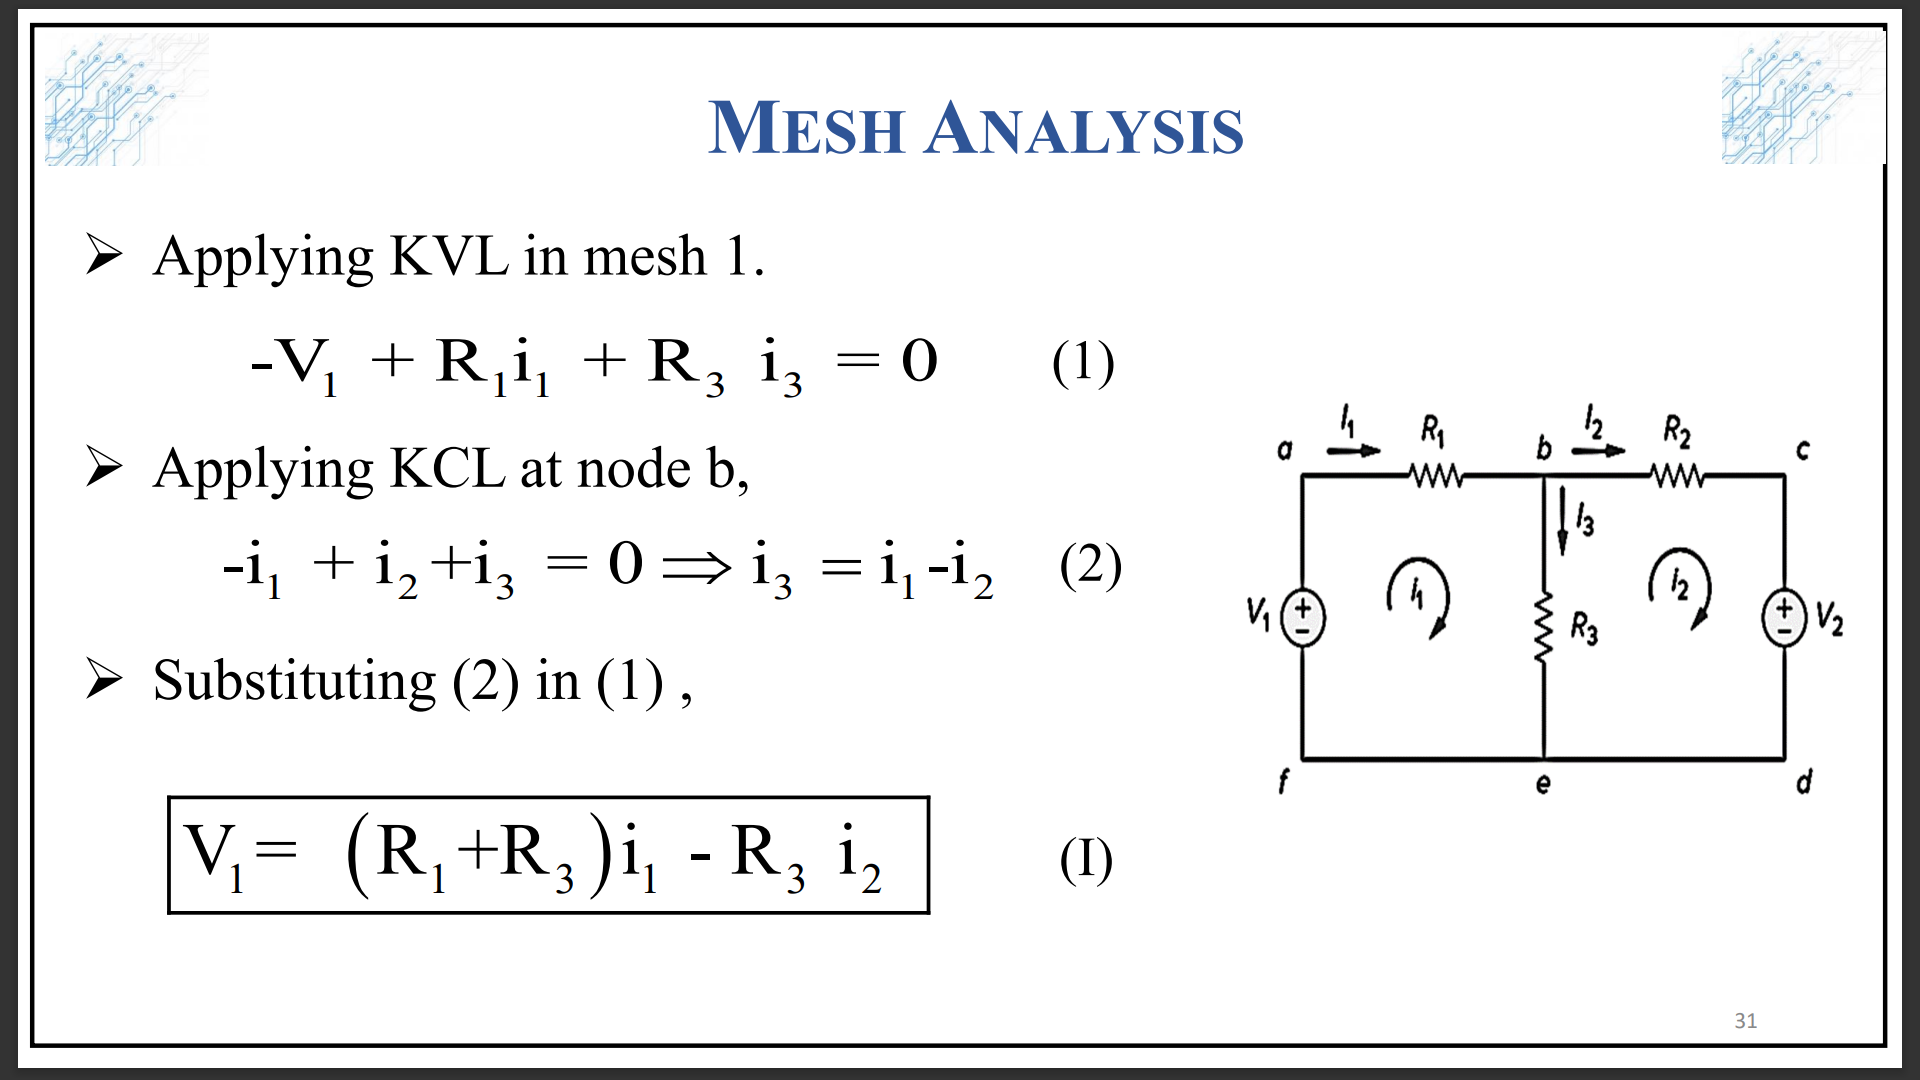 MESH ANALYSIS
➢ Applying KVL in mesh 1.
-V₁ + R₁i₁ + R₃ i₃ = 0 (1)
➢ Applying KCL at node b,
-i₁ + i₂ +i₃ = 0 ⇒ i₃ = i₁ -i₂ (2)
➢ Substituting (2) in (1) ,
V₁= (R₁+R₃)i₁ - R₃ i₂ (I)
a I₁ R₁ b I₂ R₂ c
I₃
V₁ i₁ R₃ i₂ V₂
+ +
- -
f e d
31